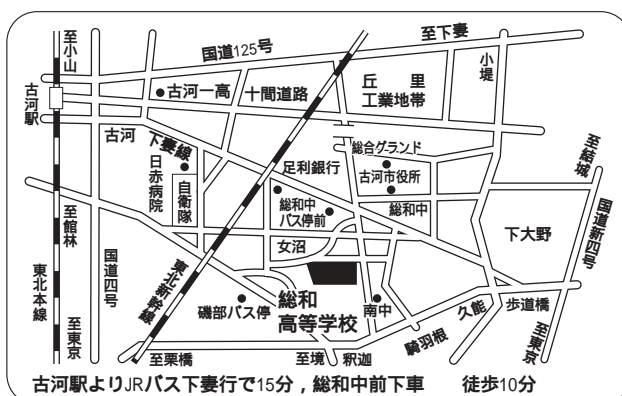 至小山
国道125号
至下妻
小堤
古河駅
古河一高
十間道路
丘里
工業地帯
古河
下妻線
日赤病院
自衛隊
足利銀行
総合グランド
古河市役所
総和中
バス停前
総和中
至結城
国道新四号
下大野
女沼
至館林
東北本線
国道四号
至東京
東北新幹線
磯部バス停
総和
高等学校
南中
騎羽根
久能
歩道橋
至東京
至栗橋
至境
釈迦
古河駅よりJRバス下妻行で15分,総和中前下車 徒歩10分